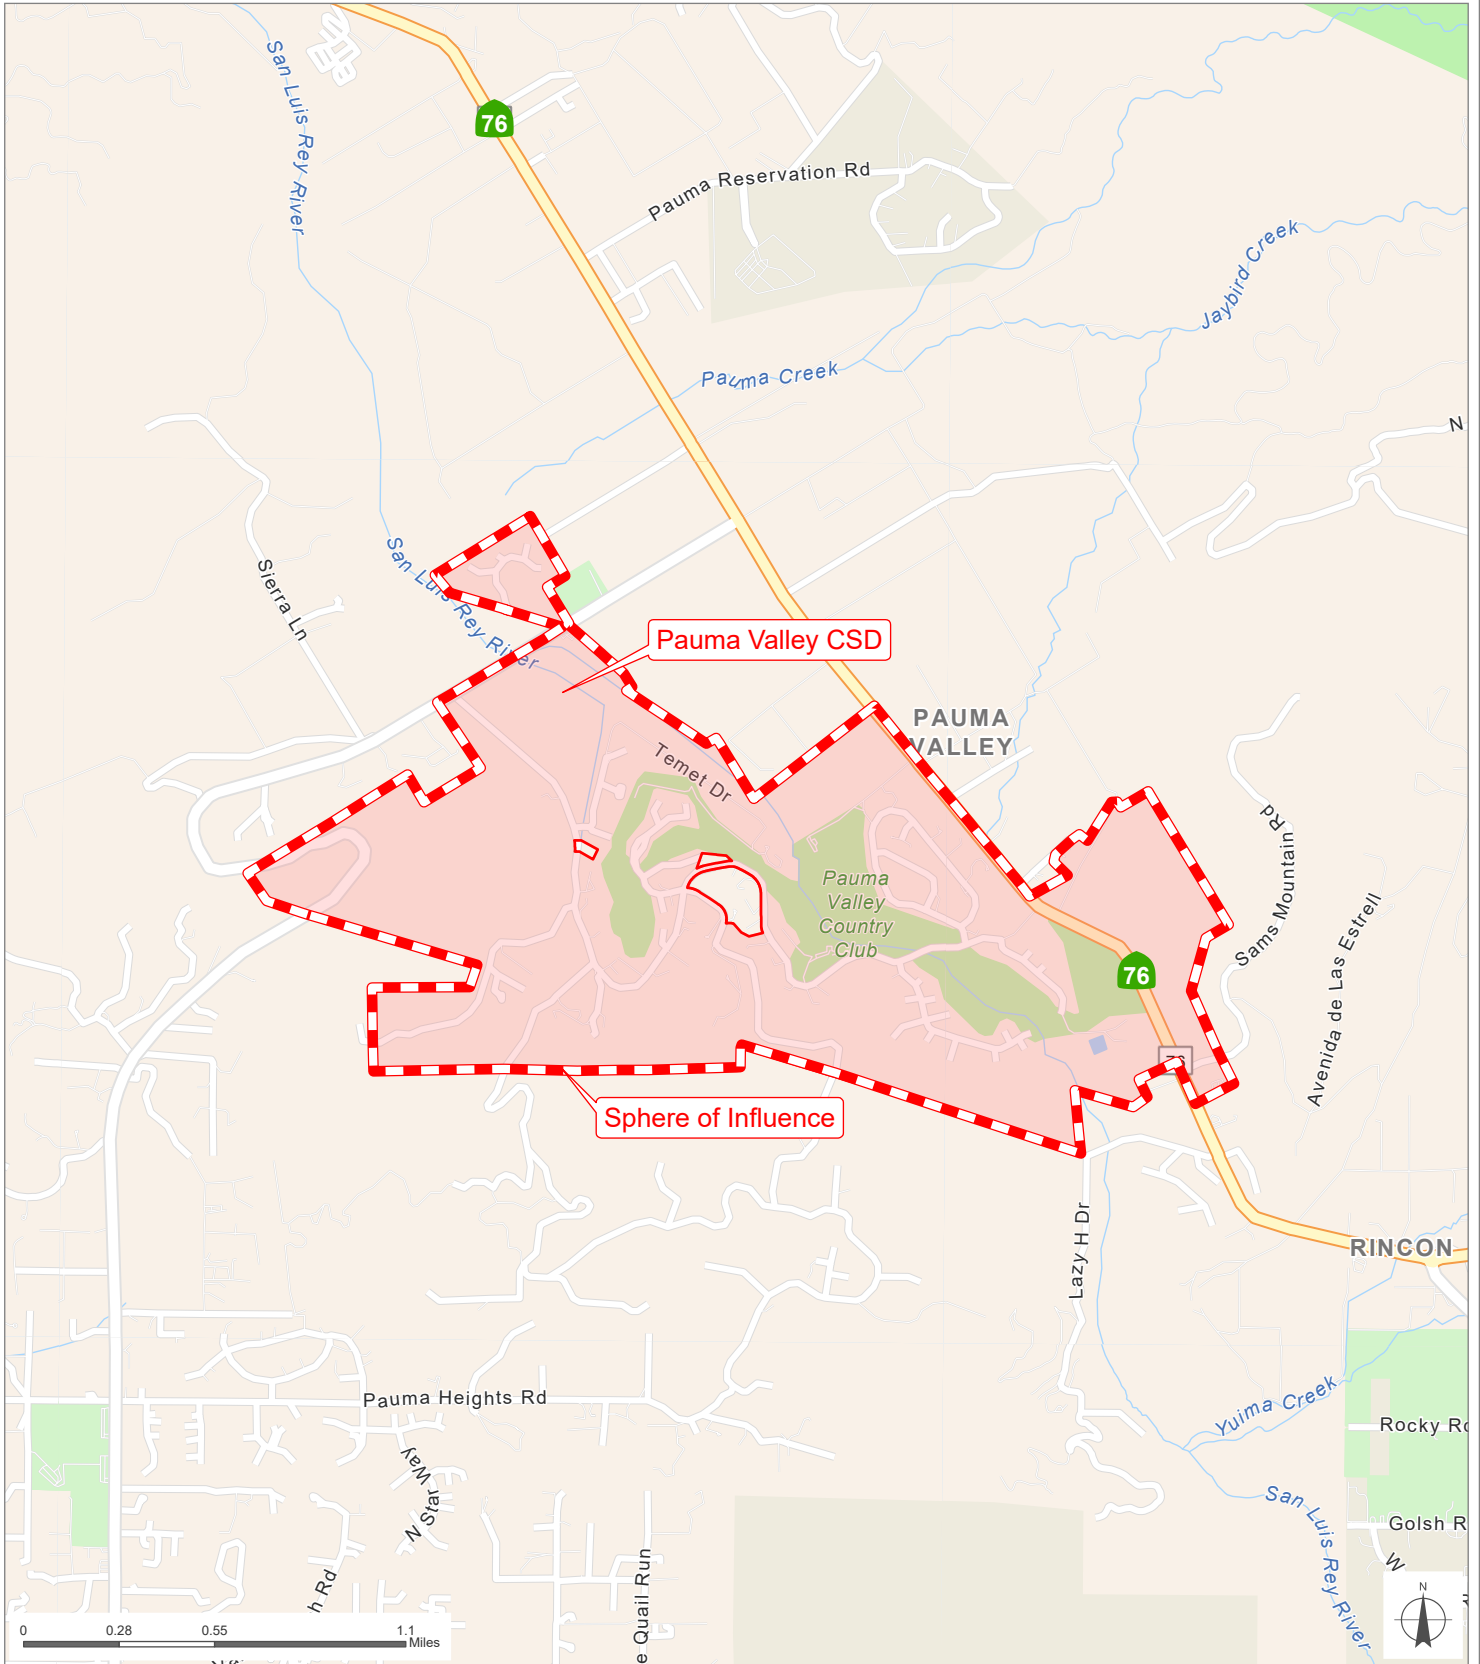 San Luis Rey River
76
Pauma Reservation Rd
Jaybird Creek
Pauma Creek
N
Sierra Ln
San Luis Rey River
Pauma Valley CSD
PAUMA
VALLEY
Temet Dr
Sams Mountain Rd
Pauma
Valley
Country
Club
Avenida de Las Estrell
76
76
Sphere of Influence
Lazy H Dr
RINCON
Pauma Heights Rd
Yuima Creek
Rocky Rd
N Star Way
San Luis Rey River
Golsh R
W
h Rd
e Quail Run
N
0 0.28 0.55 1.1
Miles